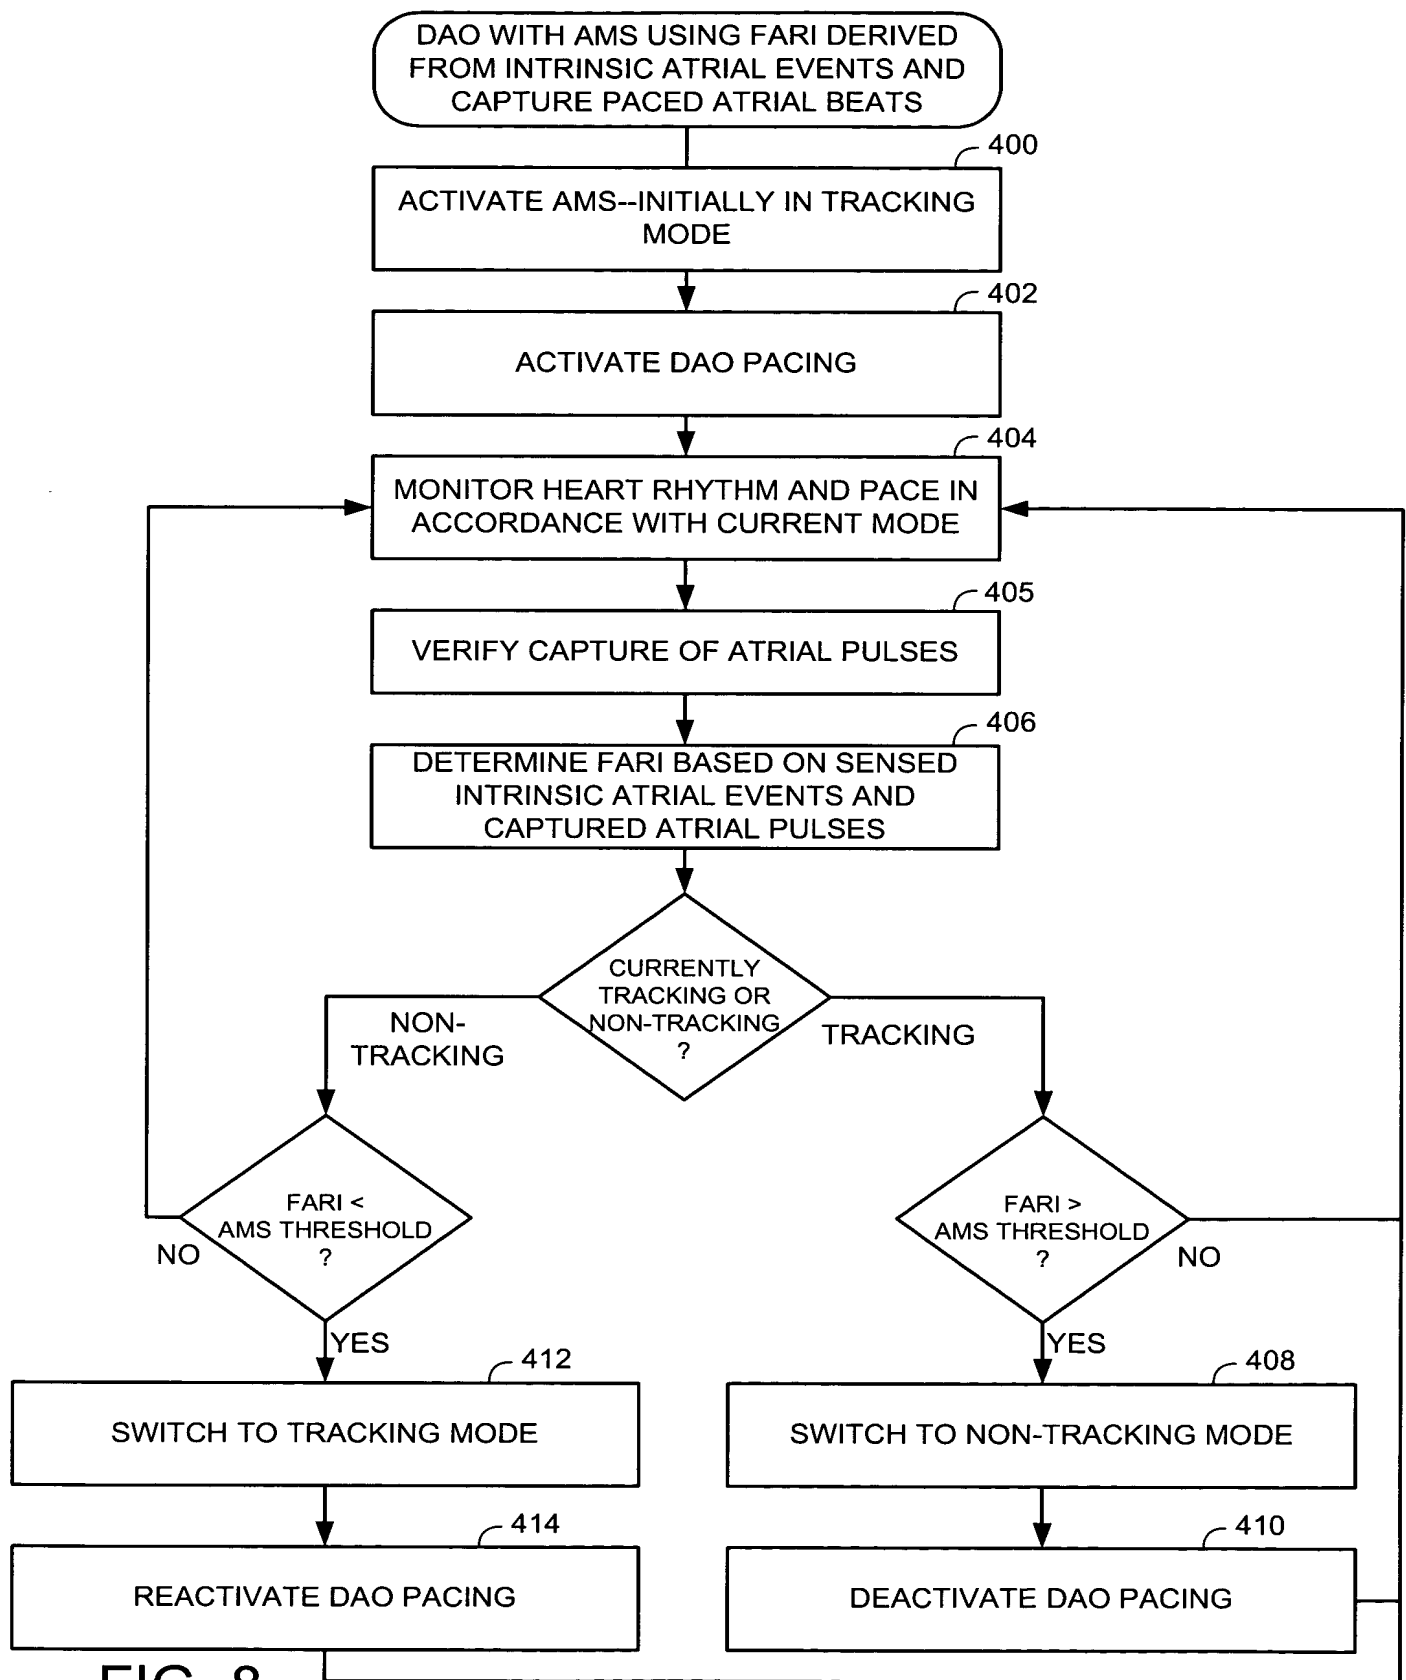 DAO WITH AMS USING FARI DERIVED
FROM INTRINSIC ATRIAL EVENTS AND
CAPTURE PACED ATRIAL BEATS
400
ACTIVATE AMS--INITIALLY IN TRACKING
MODE
402
ACTIVATE DAO PACING
404
MONITOR HEART RHYTHM AND PACE IN
ACCORDANCE WITH CURRENT MODE
405
VERIFY CAPTURE OF ATRIAL PULSES
406
DETERMINE FARI BASED ON SENSED
INTRINSIC ATRIAL EVENTS AND
CAPTURED ATRIAL PULSES
CURRENTLY
TRACKING OR
NON-TRACKING
?
NON-
TRACKING
TRACKING
FARI <
AMS THRESHOLD
?
NO
YES
FARI >
AMS THRESHOLD
?
NO
YES
412
SWITCH TO TRACKING MODE
408
SWITCH TO NON-TRACKING MODE
414
REACTIVATE DAO PACING
410
DEACTIVATE DAO PACING
FIG. 8